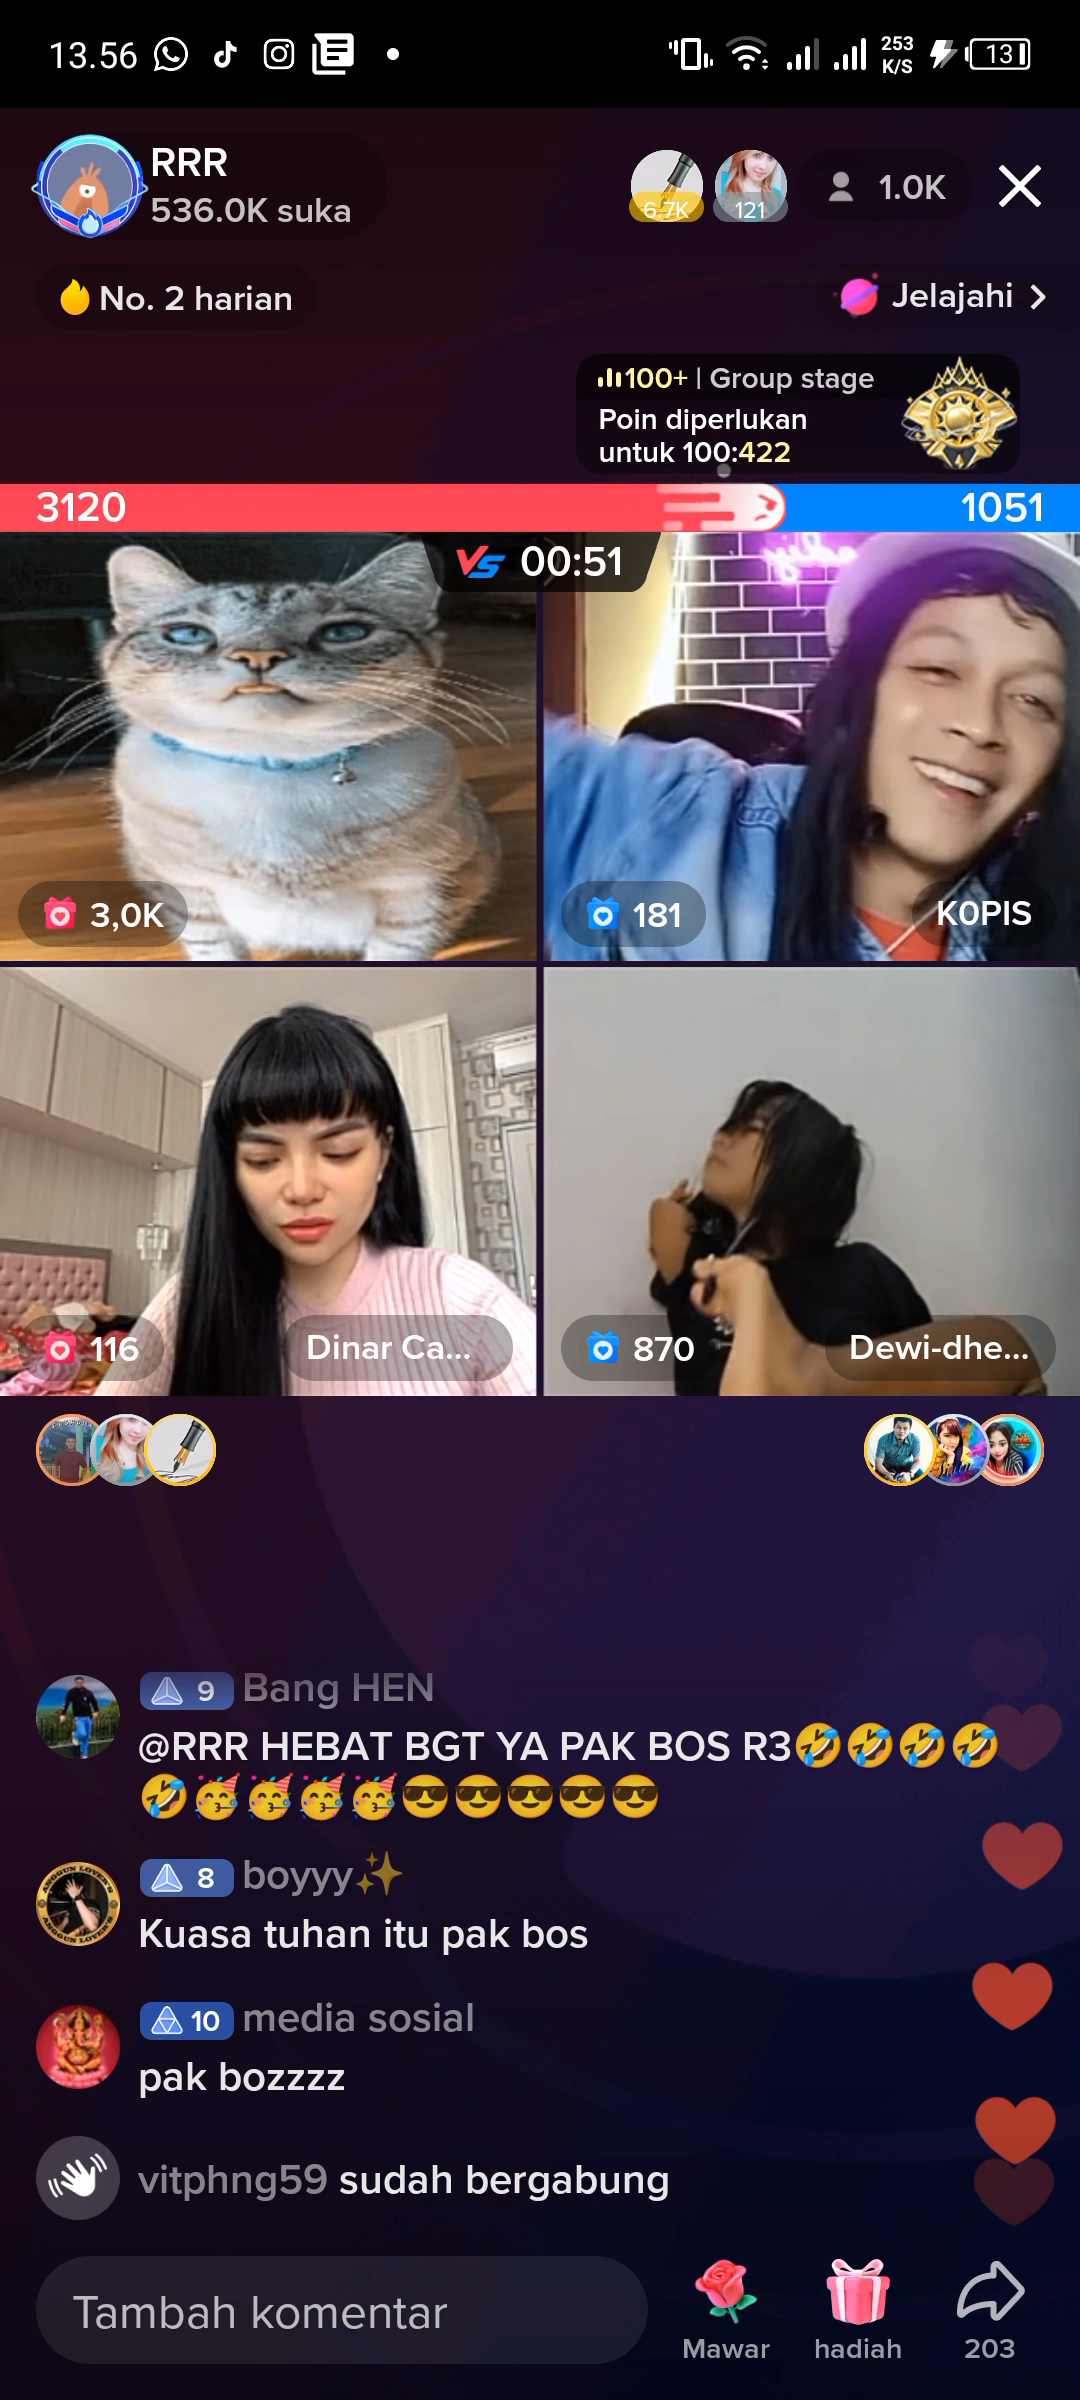 13.56
253
K/S
13
RRR
536.0K suka
6.7K
121
1.0K
No. 2 harian
Jelajahi
100+ | Group stage
Poin diperlukan
untuk 100:422
3120
1051
VS 00:51
3,0K
181
K0PIS
116
Dinar Ca...
870
Dewi-dhe...
9 Bang HEN
@RRR HEBAT BGT YA PAK BOS R3🤣🤣🤣🤣
🤣🥳🥳🥳🥳😎😎😎😎😎
8 boyyy✨
Kuasa tuhan itu pak bos
10 media sosial
pak bozzzz
vitphng59 sudah bergabung
Tambah komentar
Mawar
hadiah
203